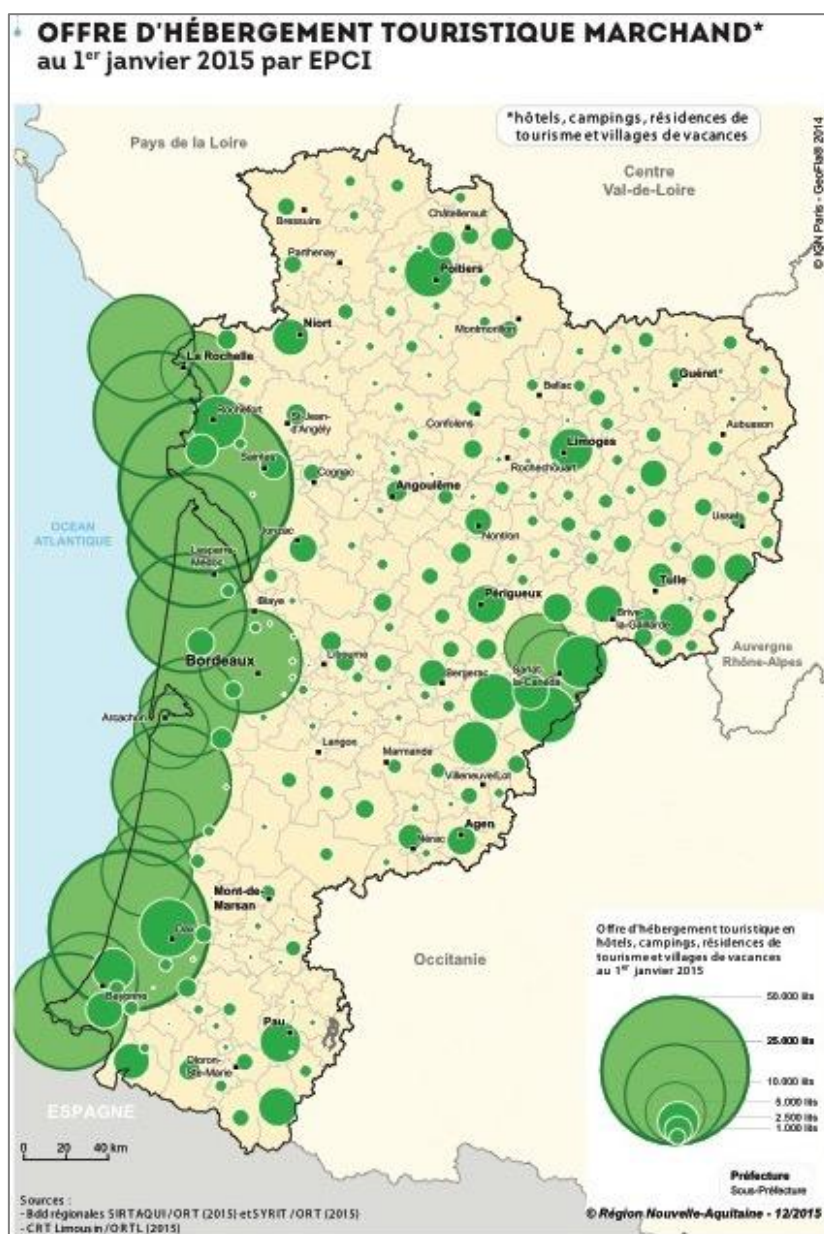 OFFRE D'HÉBERGEMENT TOURISTIQUE MARCHAND*
au 1er janvier 2015 par EPCI
*hôtels, campings, résidences de
tourisme et villages de vacances
© IGN Paris - GeoFla® 2014
Pays de la Loire
Centre
Val-de-Loire
Bressuire
Châtellerault
Parthenay
Poitiers
Niort
Montmorillon
La Rochelle
Guéret*
Bellac
Rochefort
St-Jean-
d'Angély
Confolens
Aubusson
Limoges
Saintes
Cognac
Rochechouart
Angoulême
OCEAN
ATLANTIQUE
Jonzac
Nontron
Ussel
Lesparre-
Médoc
Tulle
Blaye
Périgueux
Brive-
la-Gaillarde
Bordeaux
Libourne
Bergerac
Sarlat-
la-Canéda
Auvergne
Rhône-Alpes
Arcachon
Langon
Marmande
Villeneuve/Lot
Agen
Nérac
Mont-de-
Marsan
Dax
Occitanie
Bayonne
Pau
Oloron-
Ste-Marie
ESPAGNE
Offre d'hébergement touristique en
hôtels, campings, résidences de
tourisme et villages de vacances
au 1er janvier 2015
50.000 lits
25.000 lits
10.000 lits
5.000 lits
2.500 lits
1.000 lits
Préfecture
Sous-Préfecture
0 20 40 km
Sources :
- Bdd régionales SIRTAQUI / ORT (2015) et SYRIT / ORT (2015)
- CRT Limousin / ORTL (2015)
© Région Nouvelle-Aquitaine - 12/2015